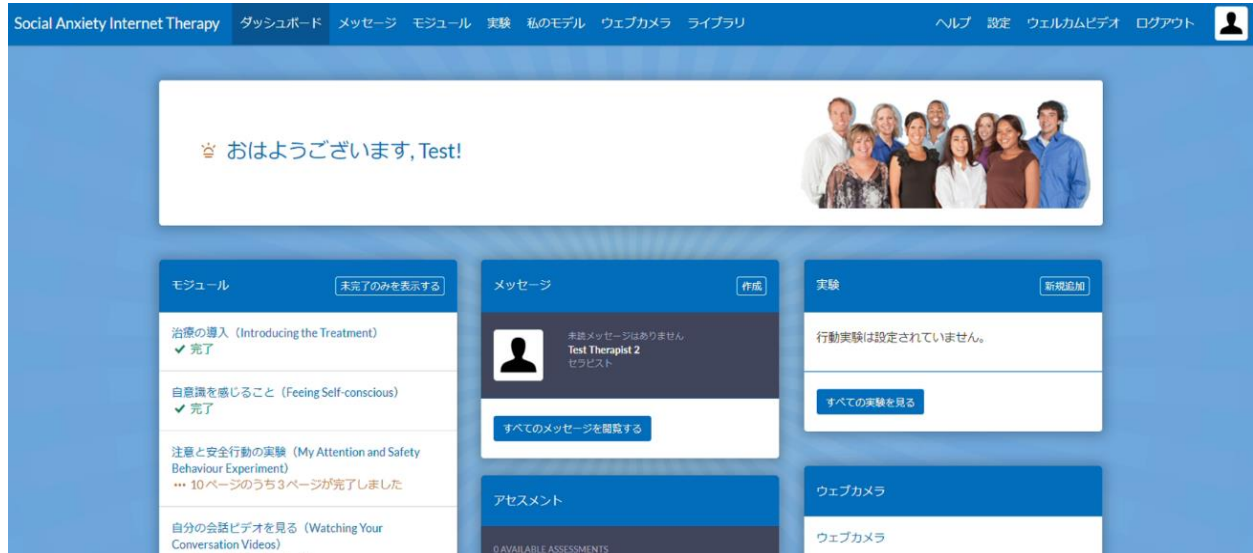 Social Anxiety Internet Therapy ダッシュボード メッセージ モジュール 実験 私のモデル ウェブカメラ ライブラリ ヘルプ 設定 ウェルカムビデオ ログアウト
おはようございます, Test!
モジュール 未完了のみを表示する
治療の導入（Introducing the Treatment）
✔ 完了
自意識を感じること（Feeing Self-conscious）
✔ 完了
注意と安全行動の実験（My Attention and Safety
Behaviour Experiment）
••• 10ページのうち3ページが完了しました
自分の会話ビデオを見る（Watching Your
Conversation Videos）
メッセージ 作成
未読メッセージはありません
Test Therapist 2
セラピスト
すべてのメッセージを閲覧する
アセスメント
0 AVAILABLE ASSESSMENTS
実験 新規追加
行動実験は設定されていません。
すべての実験を見る
ウェブカメラ
ウェブカメラ